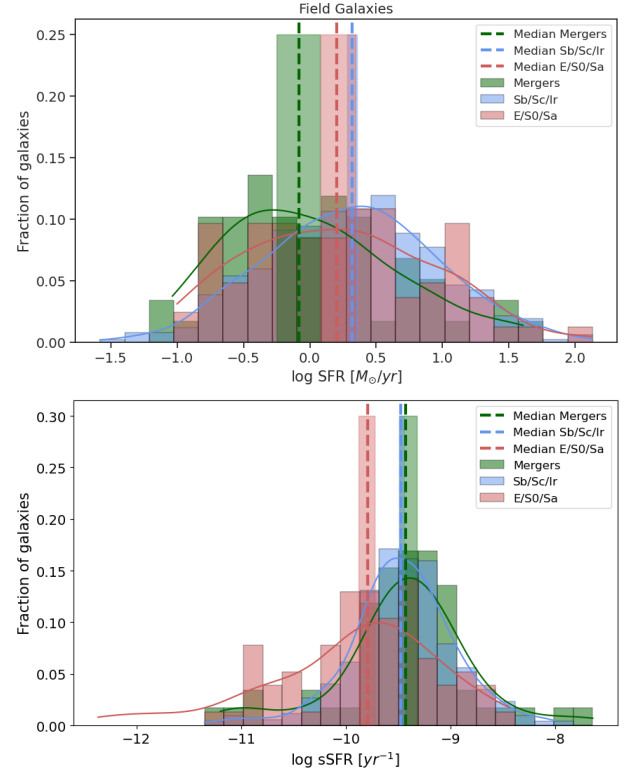 Field Galaxies
0.25
0.20
0.15
0.10
0.05
0.00
Fraction of galaxies
Median Mergers
Median Sb/Sc/Ir
Median E/S0/Sa
Mergers
Sb/Sc/Ir
E/S0/Sa
−1.5 −1.0 −0.5 0.0 0.5 1.0 1.5 2.0
log SFR [M⊙/yr]
0.30
0.25
0.20
0.15
0.10
0.05
0.00
Fraction of galaxies
Median Mergers
Median Sb/Sc/Ir
Median E/S0/Sa
Mergers
Sb/Sc/Ir
E/S0/Sa
−12 −11 −10 −9 −8
log sSFR [yr⁻¹]